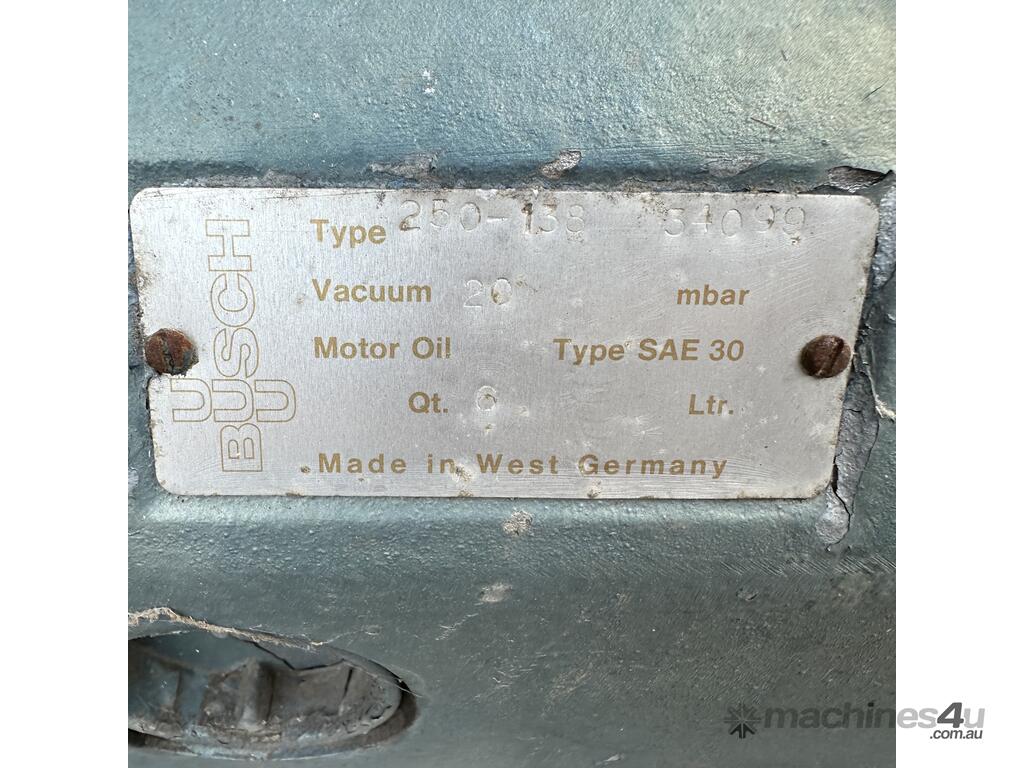 BUSCH
U U
Type 250-138 34099
Vacuum 20 mbar
Motor Oil Type SAE 30
Qt. 6 Ltr.
Made in West Germany
machines4u
.com.au